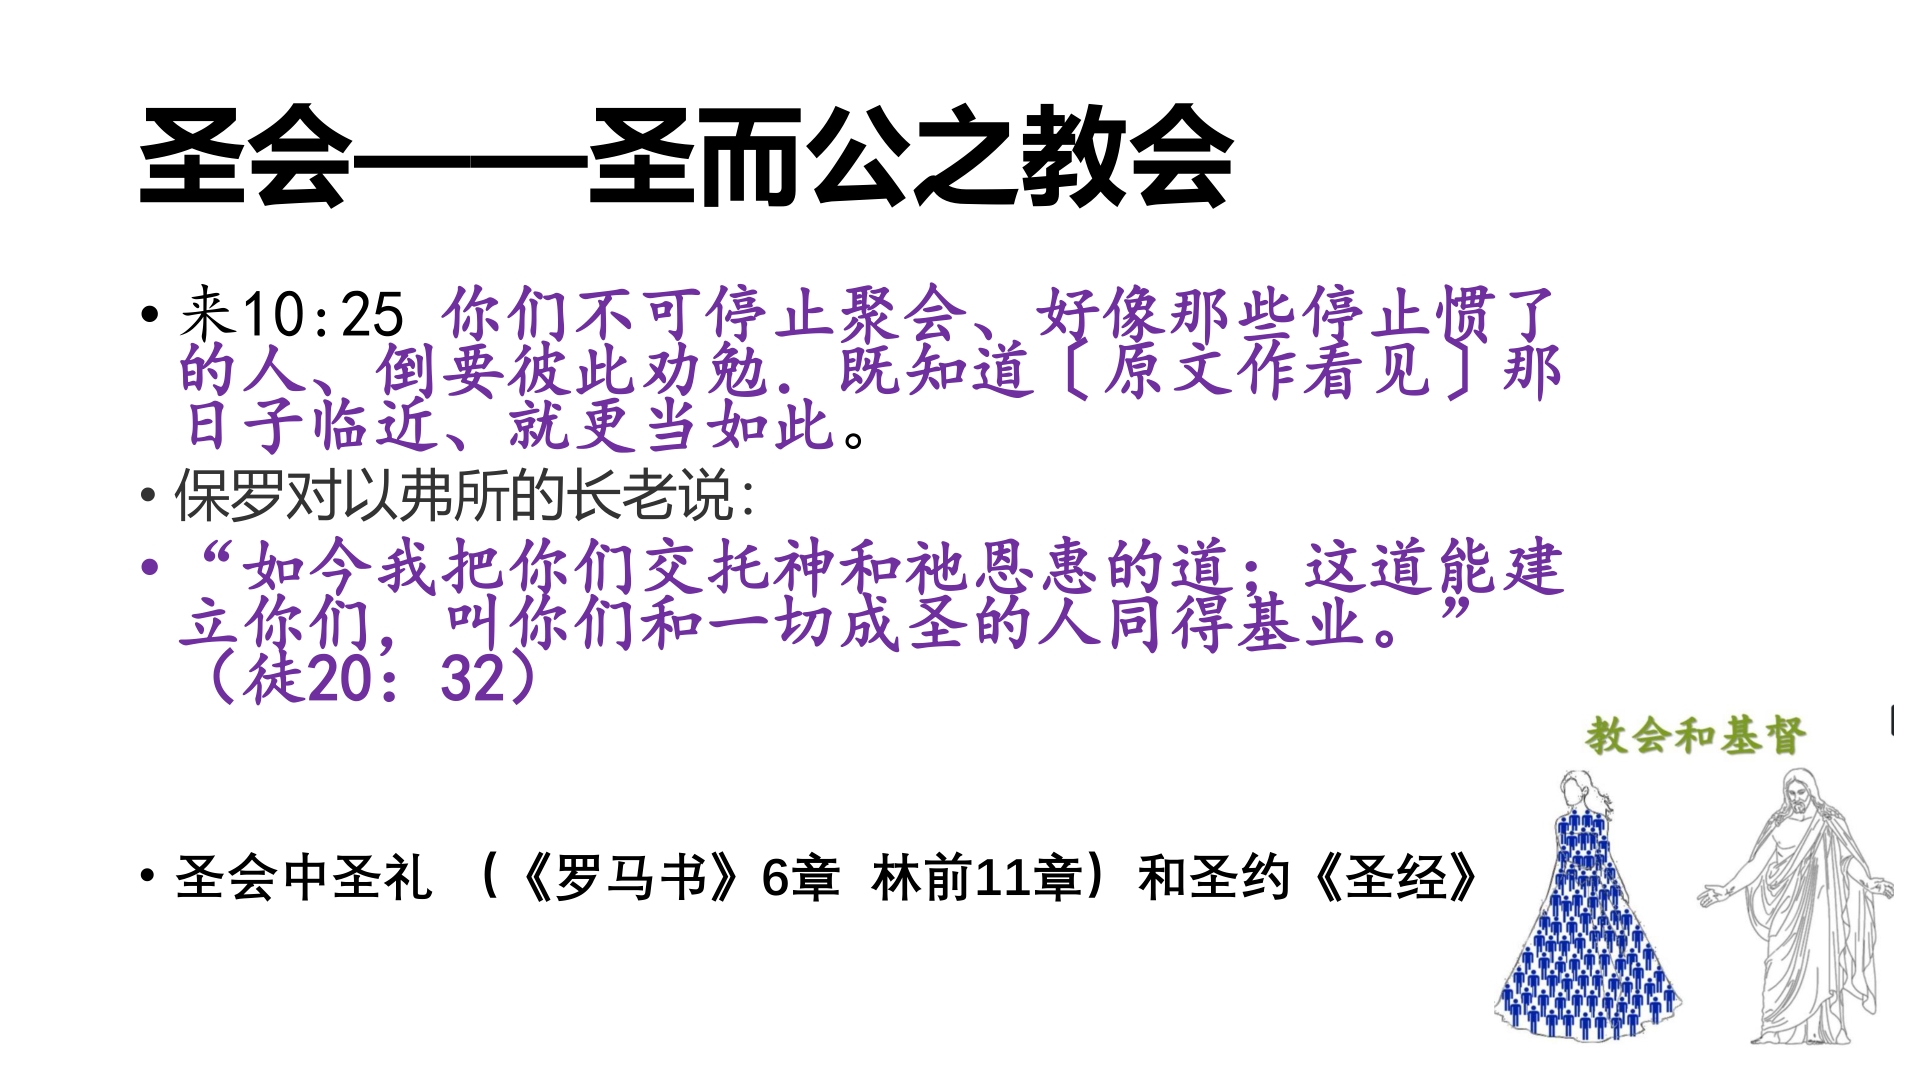 圣会——圣而公之教会
• 来10:25 你们不可停止聚会、好像那些停止惯了
的人、倒要彼此劝勉．既知道〔原文作看见〕那
日子临近、就更当如此。
• 保罗对以弗所的长老说：
• “如今我把你们交托神和祂恩惠的道；这道能建
立你们，叫你们和一切成圣的人同得基业。”
（徒20：32）
教会和基督
• 圣会中圣礼 （《罗马书》6章 林前11章）和圣约《圣经》